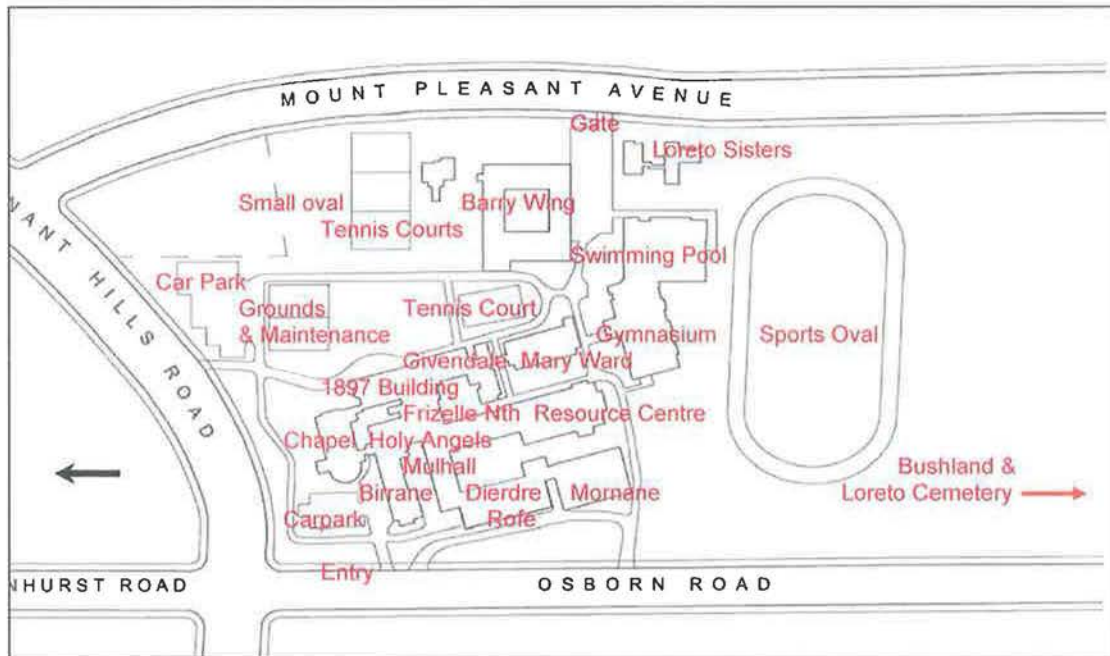 MOUNT PLEASANT AVENUE
Gate
Loreto Sisters
Small oval
Barry Wing
Tennis Courts
Swimming Pool
Car Park
Grounds
& Maintenance
Tennis Court
Gymnasium
Sports Oval
NANT HILLS ROAD
Givendale
Mary Ward
1897 Building
Frizelle Nth
Resource Centre
Chapel
Holy Angels
Mulhall
Birrane
Dierdre
Rofe
Mornane
Carpark
Bushland &
Loreto Cemetery
Entry
NHURST ROAD
OSBORN ROAD